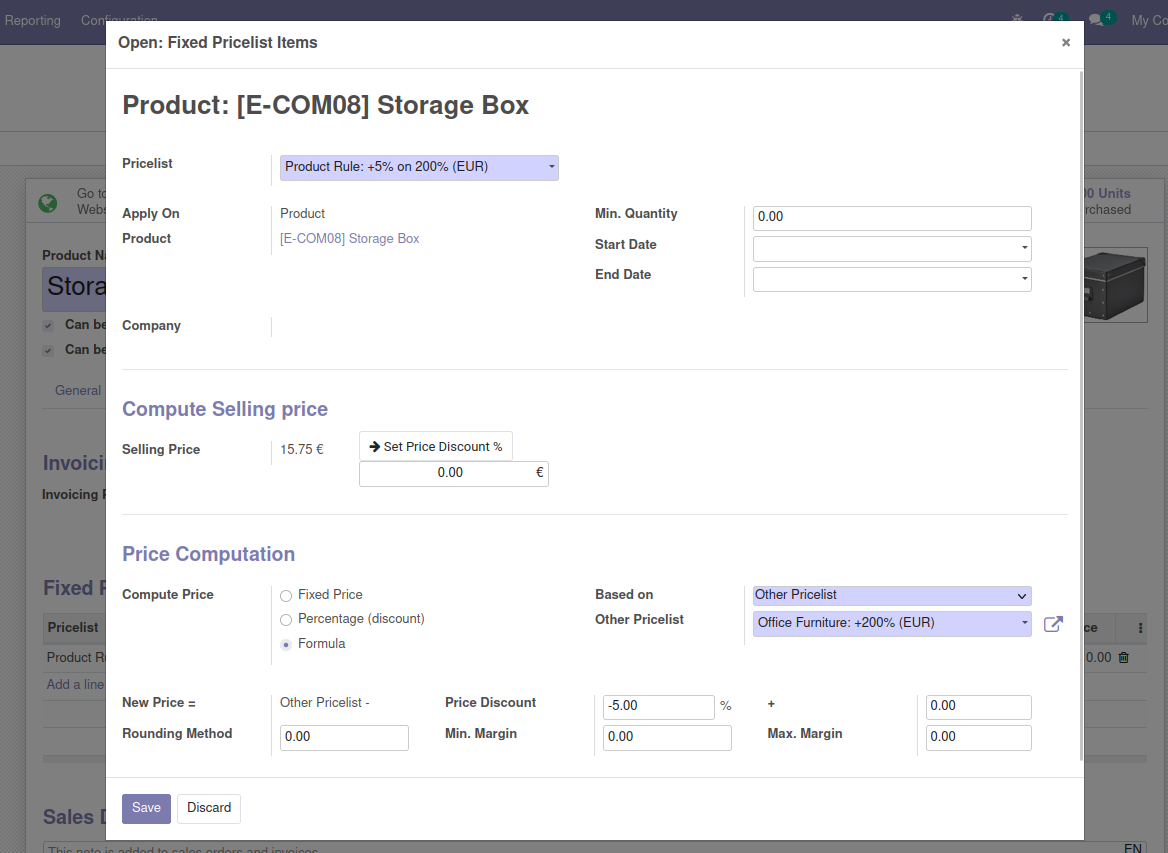 Reporting Configuration 4 4 My Co
Open: Fixed Pricelist Items ×
Product: [E-COM08] Storage Box
Pricelist Product Rule: +5% on 200% (EUR)
Go to
Webs
00 Units
rchased
Apply On Product Min. Quantity 0.00
Product [E-COM08] Storage Box Start Date
End Date
Product Na
Stora
Can be
Can be
Company
General
Compute Selling price
Selling Price 15.75 € Set Price Discount %
0.00 €
Invoici
Invoicing P
Price Computation
Compute Price Fixed Price Based on Other Pricelist
Percentage (discount) Other Pricelist Office Furniture: +200% (EUR)
Formula
Fixed P
Pricelist ce
Product Ru 0.00
Add a line
New Price = Other Pricelist - Price Discount -5.00 % + 0.00
Rounding Method 0.00 Min. Margin 0.00 Max. Margin 0.00
Save Discard
Sales D
This note is added to sales orders and invoices. EN